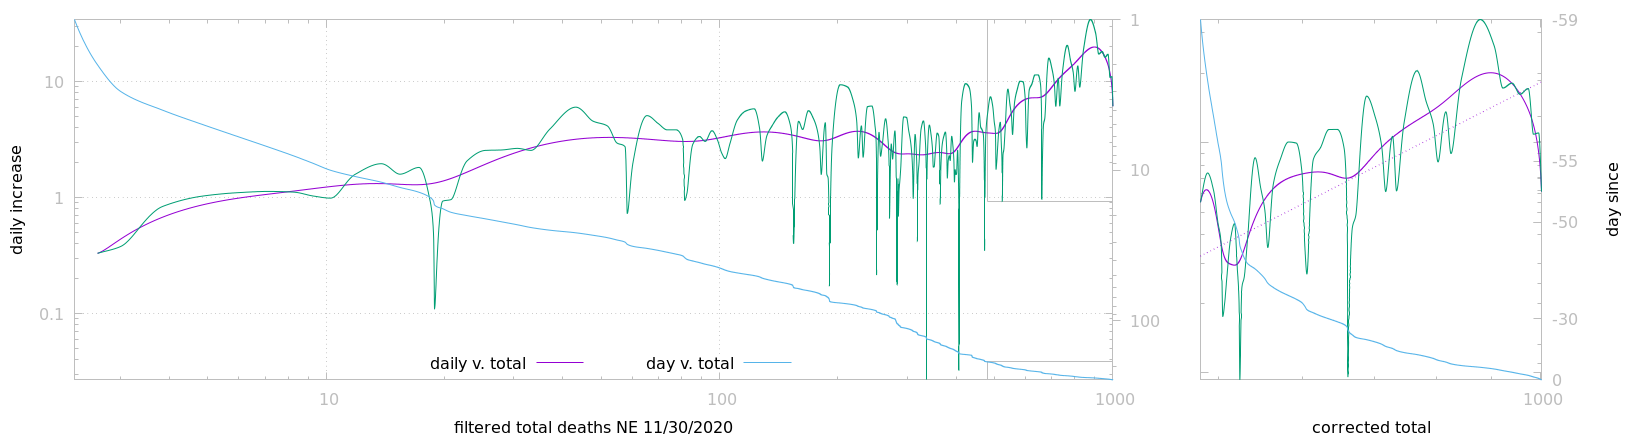 1
-59
10
daily increase
1
0.1
10
100
-55
-50
-30
0
day since
daily v. total
day v. total
10
100
1000
1000
filtered total deaths NE 11/30/2020
corrected total